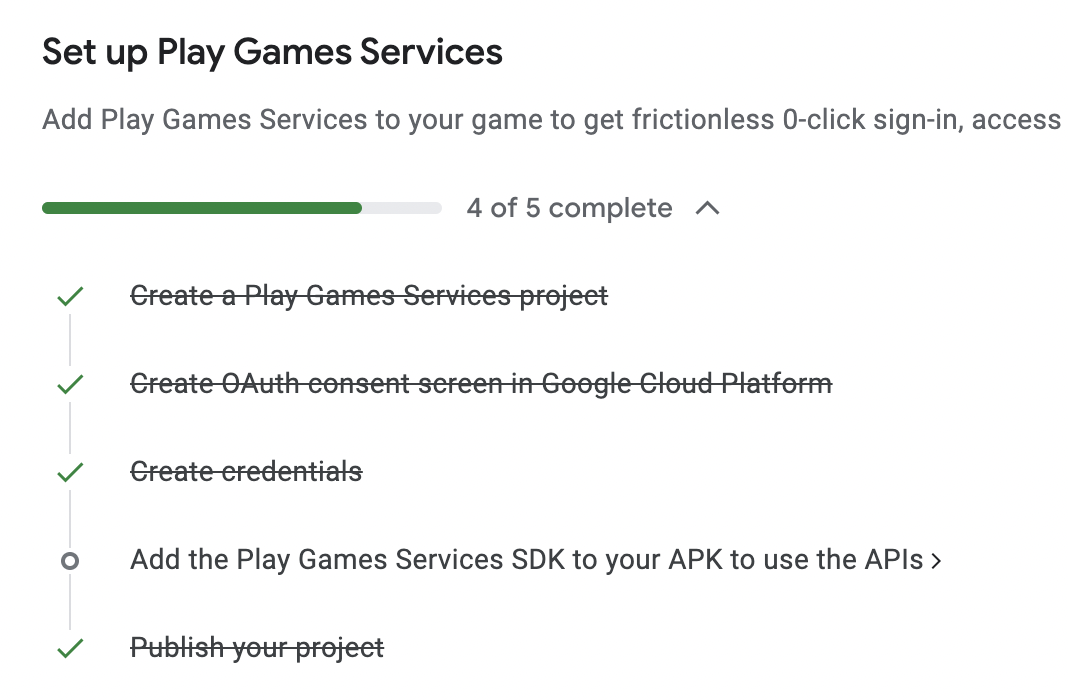 Set up Play Games Services
Add Play Games Services to your game to get frictionless 0-click sign-in, access
4 of 5 complete
Create a Play Games Services project
Create OAuth consent screen in Google Cloud Platform
Create credentials
Add the Play Games Services SDK to your APK to use the APIs
Publish your project